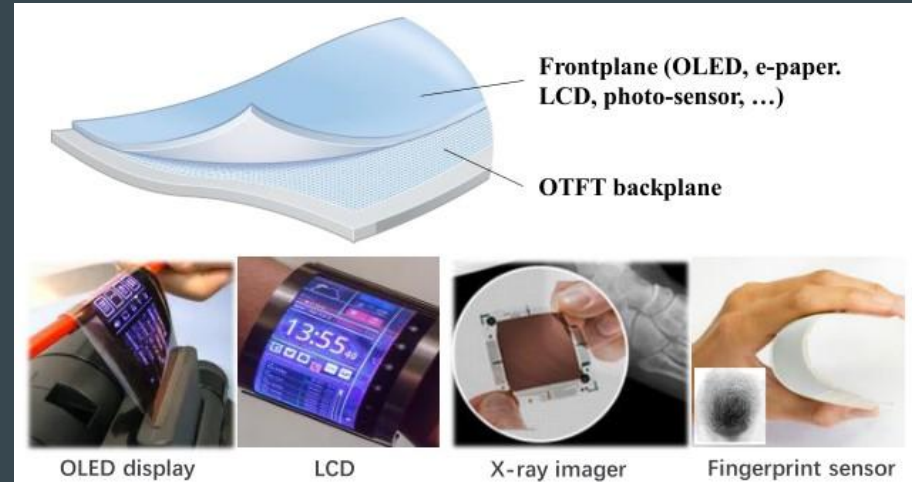 Frontplane (OLED, e-paper.
LCD, photo-sensor, …)
OTFT backplane
13:55
OLED display
LCD
X-ray imager
Fingerprint sensor